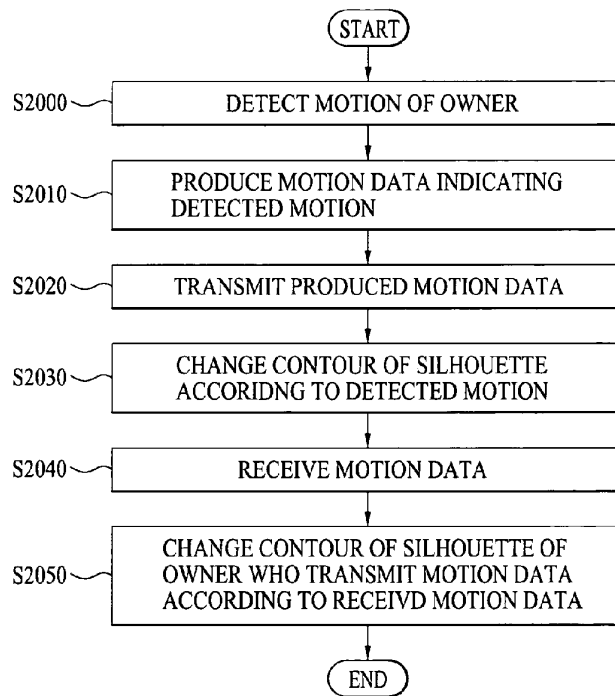 START
S2000
DETECT MOTION OF OWNER
S2010
PRODUCE MOTION DATA INDICATING
DETECTED MOTION
S2020
TRANSMIT PRODUCED MOTION DATA
S2030
CHANGE CONTOUR OF SILHOUETTE
ACCORIDNG TO DETECTED MOTION
S2040
RECEIVE MOTION DATA
S2050
CHANGE CONTOUR OF SILHOUETTE OF
OWNER WHO TRANSMIT MOTION DATA
ACCORDING TO RECEIVD MOTION DATA
END